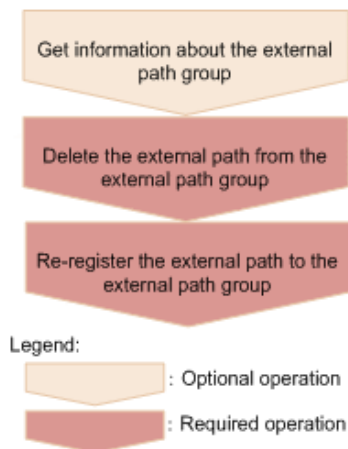 Get information about the external
path group
Delete the external path from the
external path group
Re-register the external path to the
external path group
Legend:
: Optional operation
: Required operation